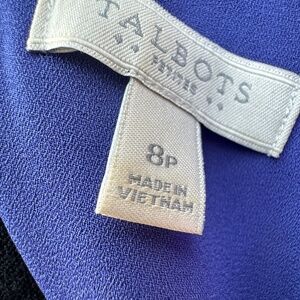 TALBOTS
PETITES
8P
MADE IN
VIETNAM